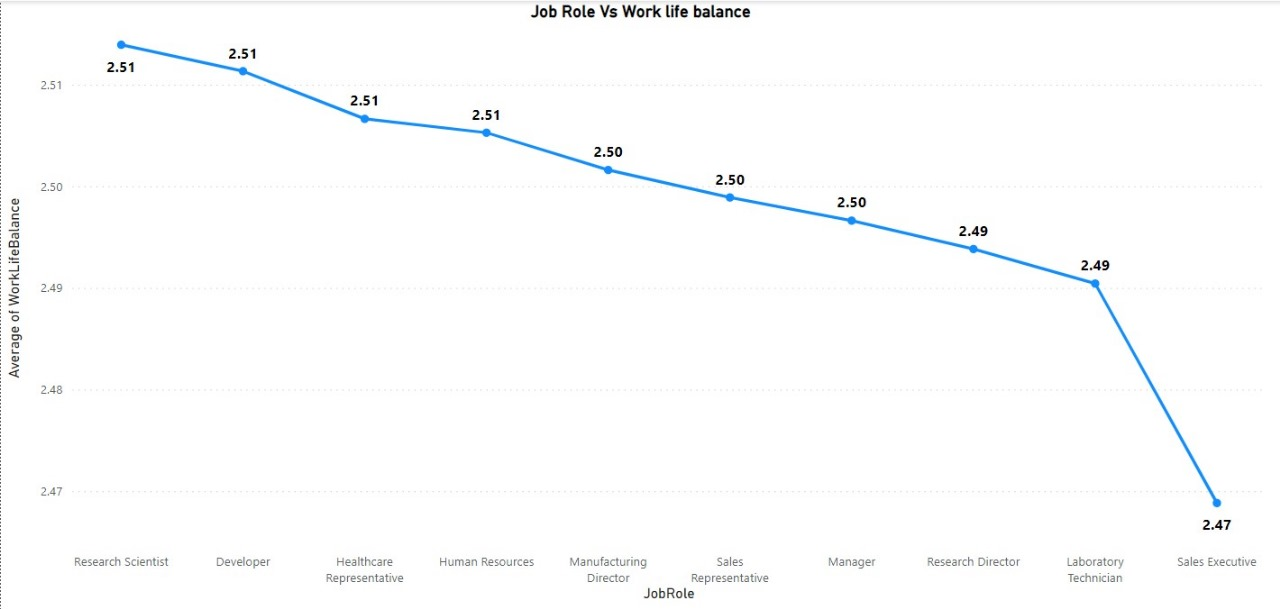 Job Role Vs Work life balance
Average of WorkLifeBalance
2.51
2.50
2.49
2.48
2.47
2.51
2.51
2.51
2.51
2.50
2.50
2.50
2.49
2.49
2.47
Research Scientist
Developer
Healthcare
Representative
Human Resources
Manufacturing
Director
Sales
Representative
Manager
Research Director
Laboratory
Technician
Sales Executive
JobRole